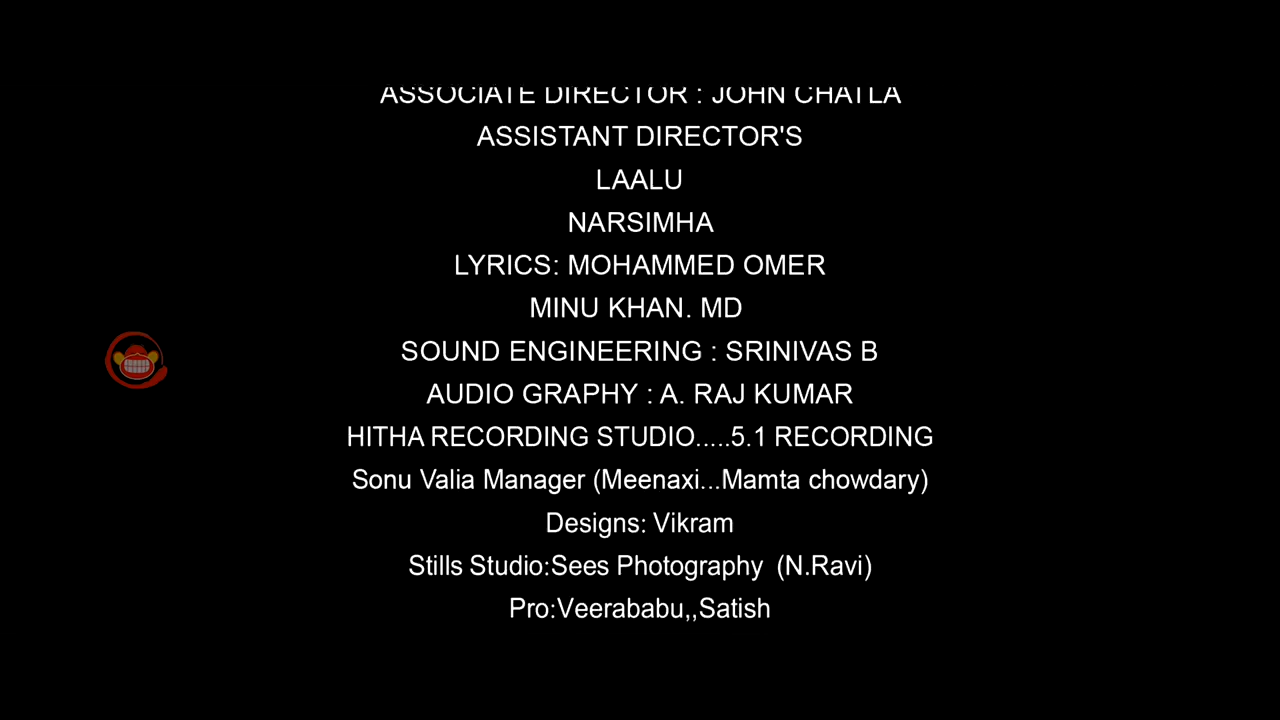 ASSOCIATE DIRECTOR : JOHN CHATLA
ASSISTANT DIRECTOR'S
LAALU
NARSIMHA
LYRICS: MOHAMMED OMER
MINU KHAN. MD
SOUND ENGINEERING : SRINIVAS B
AUDIO GRAPHY : A. RAJ KUMAR
HITHA RECORDING STUDIO.....5.1 RECORDING
Sonu Valia Manager (Meenaxi...Mamta chowdary)
Designs: Vikram
Stills Studio:Sees Photography (N.Ravi)
Pro:Veerababu,,Satish